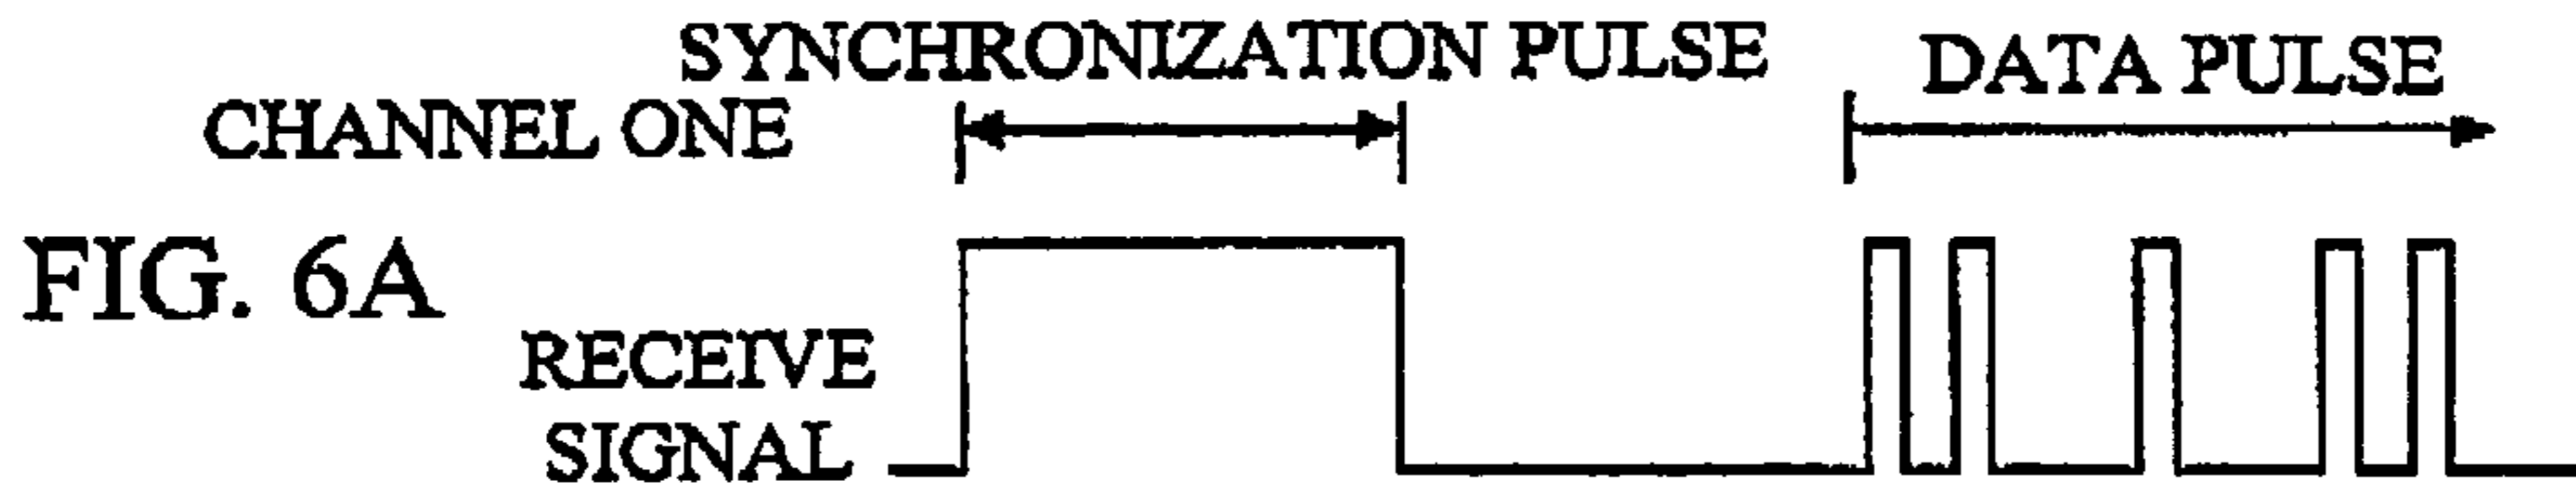 SYNCHRONIZATION PULSE
DATA PULSE
CHANNEL ONE
FIG. 6A
RECEIVE
SIGNAL